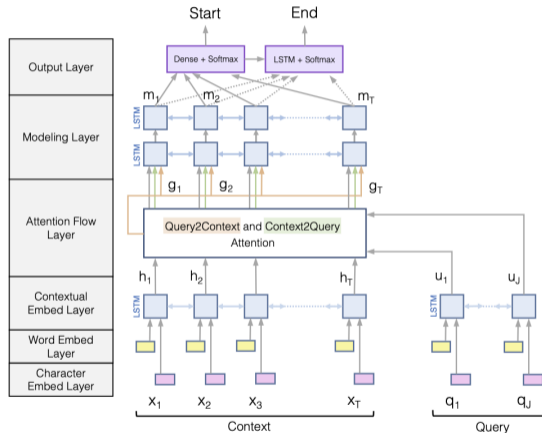 Start End
Output Layer
Dense + Softmax
LSTM + Softmax
m1 m2 mT
LSTM
Modeling Layer
LSTM
g1 g2 gT
Attention Flow
Layer
Query2Context and Context2Query
Attention
h1 h2 hT u1 uJ
Contextual
Embed Layer
LSTM
LSTM
Word Embed
Layer
Character
Embed Layer
x1 x2 x3 xT q1 qJ
Context Query